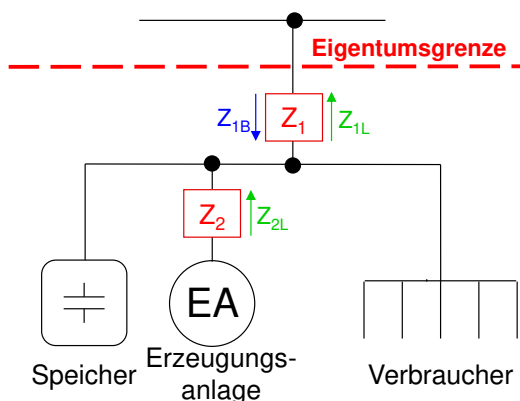 Eigentumsgrenze
Z1B
Z1
Z1L
Z2
Z2L
EA
Speicher
Erzeugungs-
anlage
Verbraucher